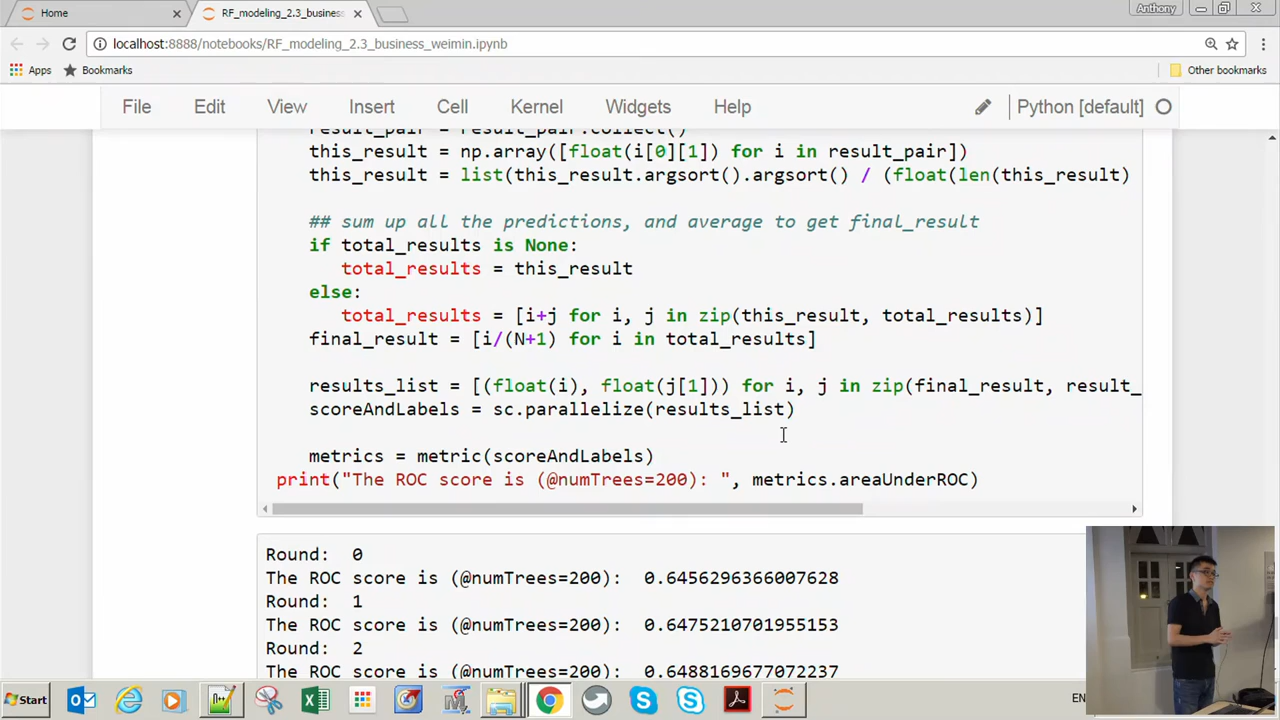 Home
RF_modeling_2.3_business_
Anthony
localhost:8888/notebooks/RF_modeling_2.3_business_weimin.ipynb
Apps
Bookmarks
Other bookmarks
File Edit View Insert Cell Kernel Widgets Help
Python [default]
result_pair = result_pair.collect()
this_result = np.array([float(i[0][1]) for i in result_pair])
this_result = list(this_result.argsort().argsort() / (float(len(this_result)
## sum up all the predictions, and average to get final_result
if total_results is None:
total_results = this_result
else:
total_results = [i+j for i, j in zip(this_result, total_results)]
final_result = [i/(N+1) for i in total_results]
results_list = [(float(i), float(j[1])) for i, j in zip(final_result, result_
scoreAndLabels = sc.parallelize(results_list)
metrics = metric(scoreAndLabels)
print("The ROC score is (@numTrees=200): ", metrics.areaUnderROC)
Round: 0
The ROC score is (@numTrees=200): 0.6456296366007628
Round: 1
The ROC score is (@numTrees=200): 0.6475210701955153
Round: 2
The ROC score is (@numTrees=200): 0.6488169677072237
Start
EN